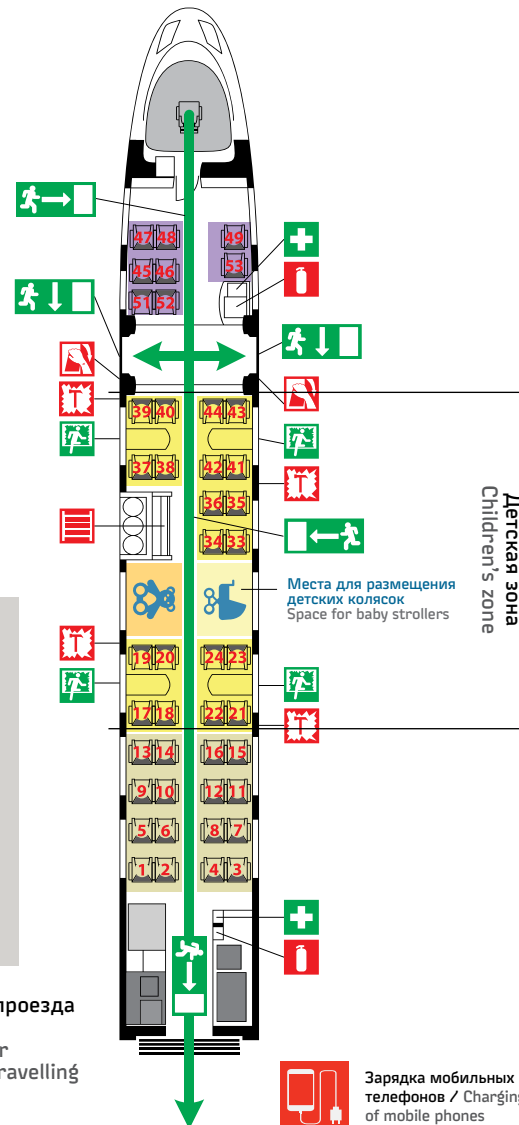 47 48 49
45 46 53
51 52
39 40 44 43
37 38 42 41
36 35
34 33
Детская зона
Children's zone
Места для размещения
детских колясок
Space for baby strollers
19 20 24 23
17 18 22 21
13 14 16 15
9 10 12 11
5 6 8 7
1 2 4 3
проезда
r
ravelling
Зарядка мобильных
телефонов / Charging
of mobile phones